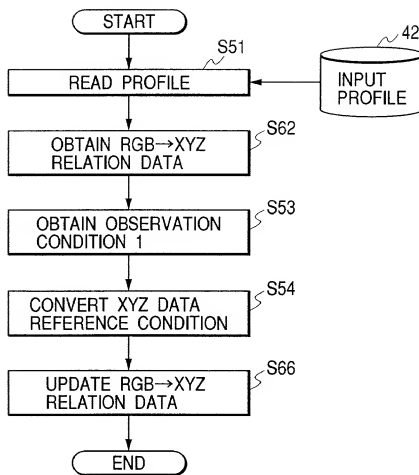 START
S51
42
READ PROFILE
INPUT
PROFILE
S62
OBTAIN RGB→XYZ
RELATION DATA
S53
OBTAIN OBSERVATION
CONDITION 1
S54
CONVERT XYZ DATA
REFERENCE CONDITION
S66
UPDATE RGB→XYZ
RELATION DATA
END